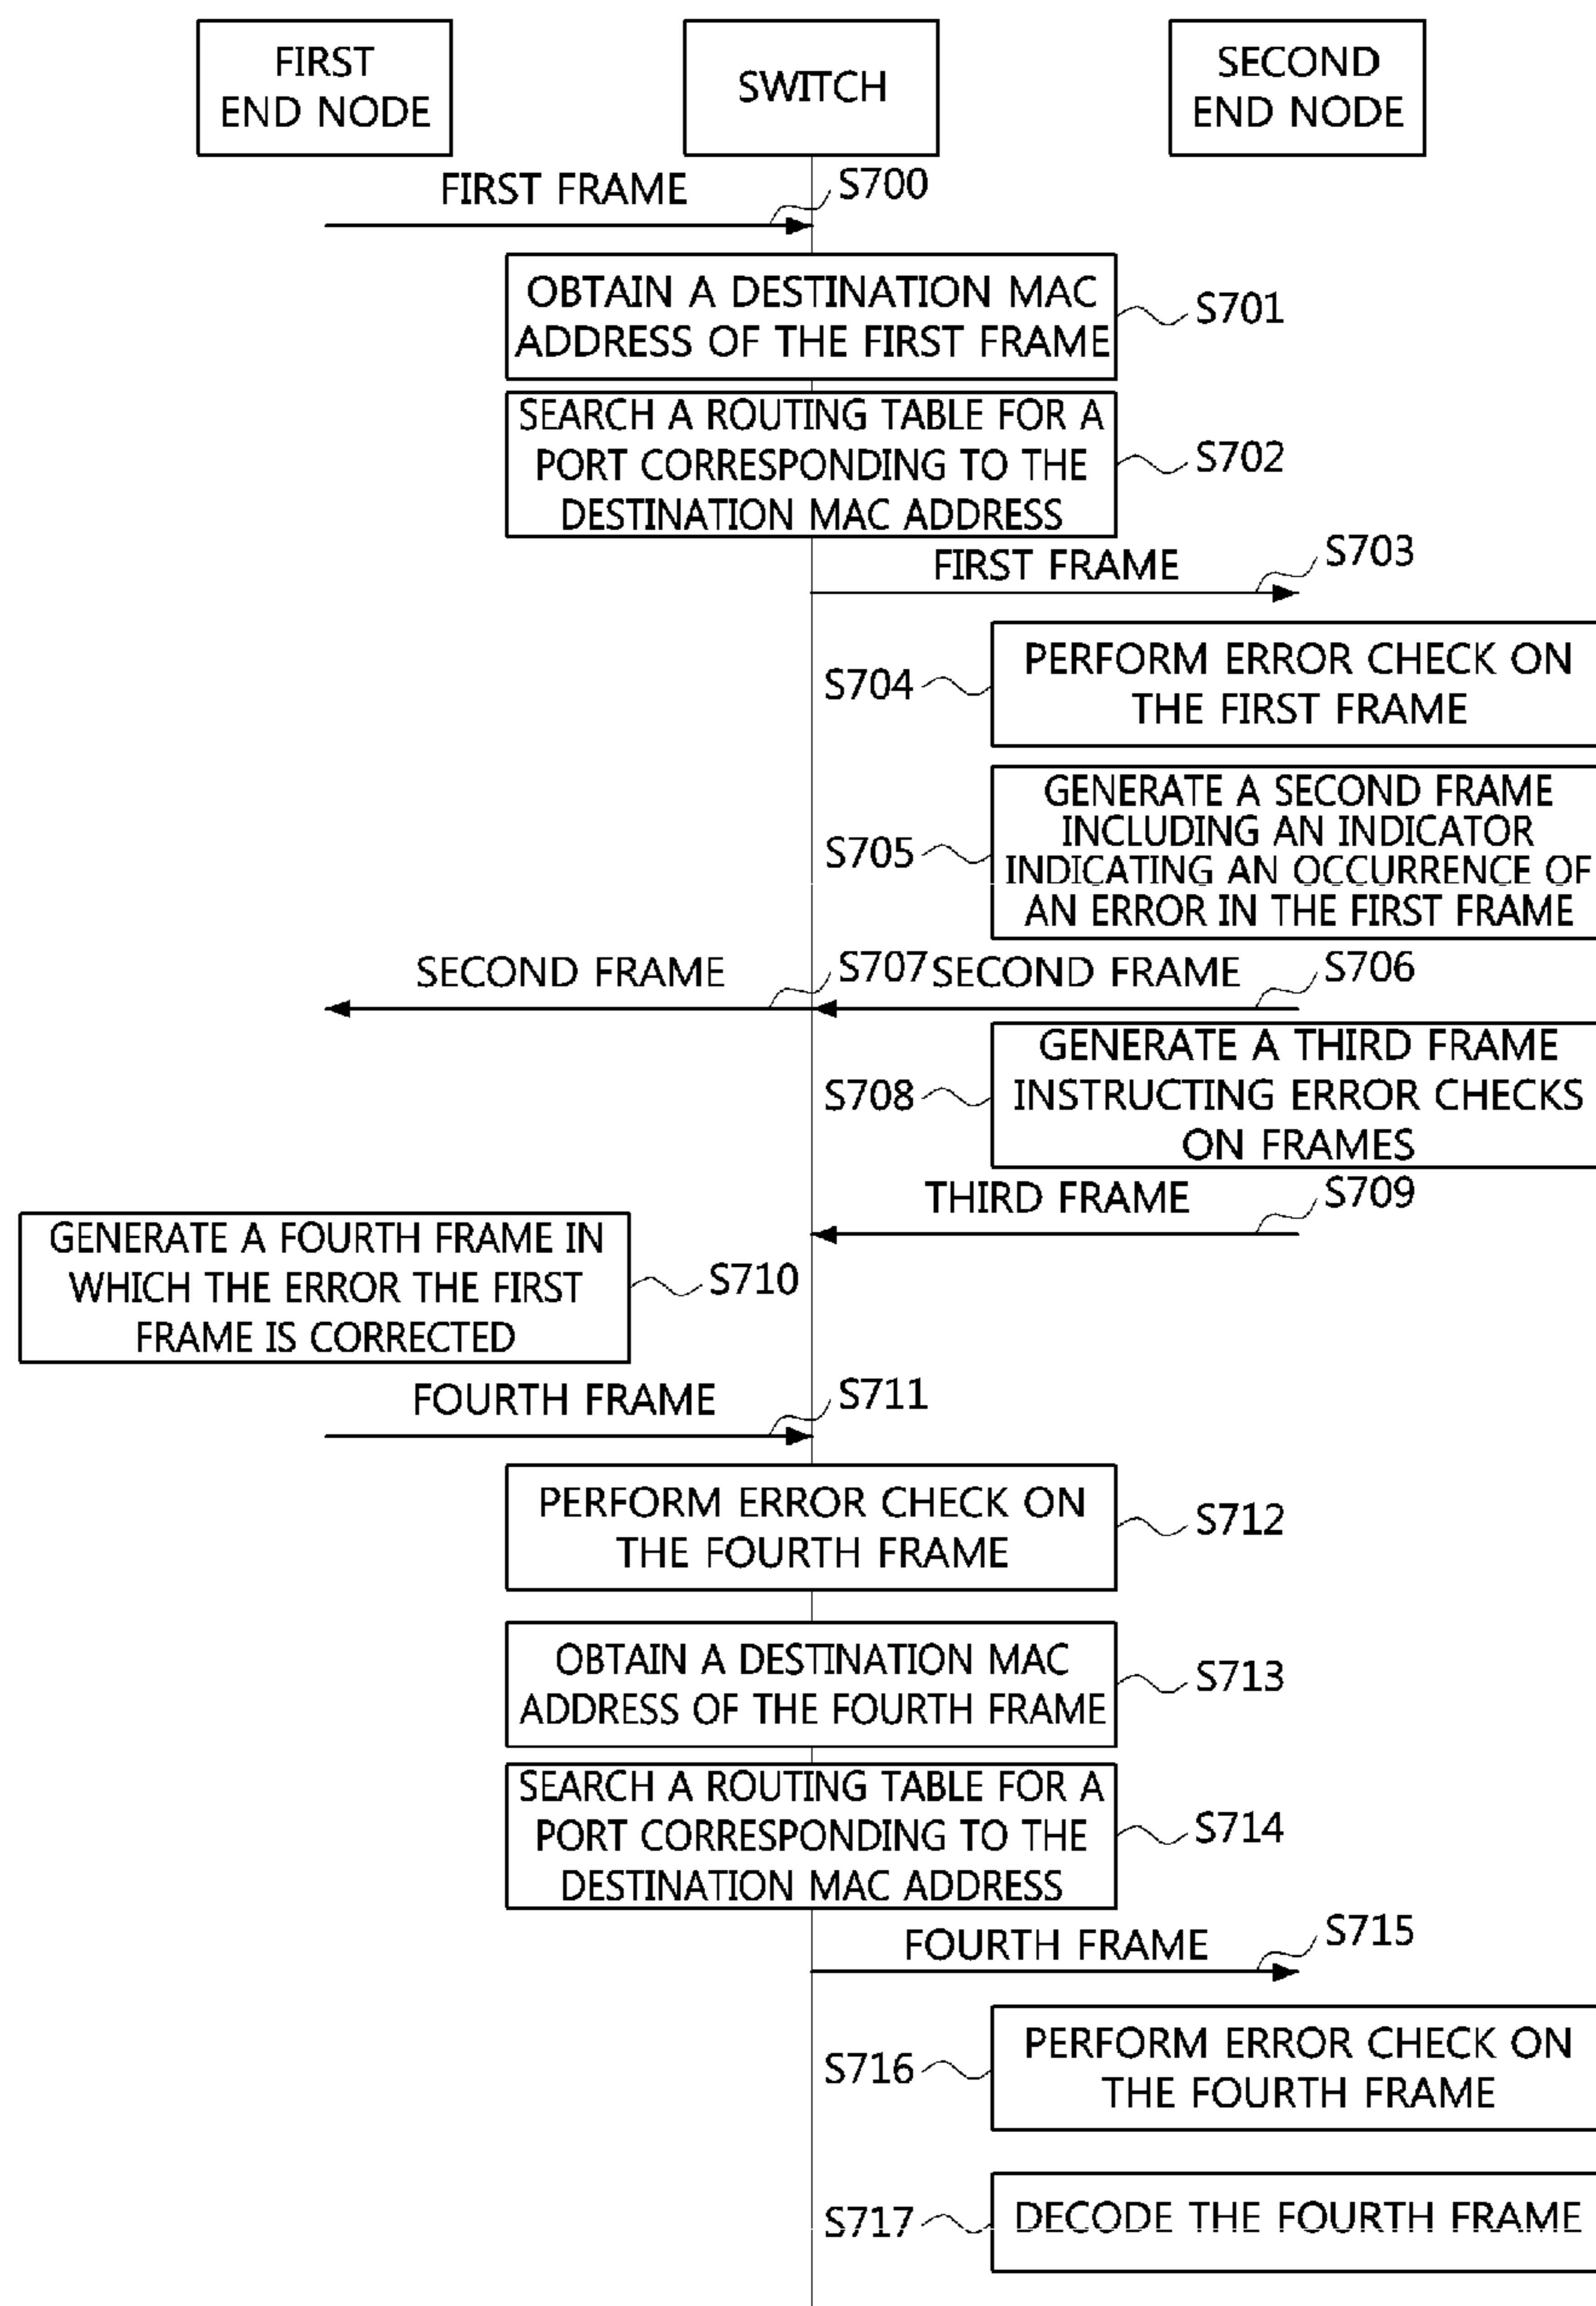 FIRST
END NODE
SWITCH
SECOND
END NODE
FIRST FRAME
S700
OBTAIN A DESTINATION MAC
ADDRESS OF THE FIRST FRAME
S701
SEARCH A ROUTING TABLE FOR A
PORT CORRESPONDING TO THE
DESTINATION MAC ADDRESS
S702
FIRST FRAME
S703
S704
PERFORM ERROR CHECK ON
THE FIRST FRAME
S705
GENERATE A SECOND FRAME
INCLUDING AN INDICATOR
INDICATING AN OCCURRENCE OF
AN ERROR IN THE FIRST FRAME
SECOND FRAME
S707
SECOND FRAME
S706
S708
GENERATE A THIRD FRAME
INSTRUCTING ERROR CHECKS
ON FRAMES
THIRD FRAME
S709
GENERATE A FOURTH FRAME IN
WHICH THE ERROR THE FIRST
FRAME IS CORRECTED
S710
FOURTH FRAME
S711
PERFORM ERROR CHECK ON
THE FOURTH FRAME
S712
OBTAIN A DESTINATION MAC
ADDRESS OF THE FOURTH FRAME
S713
SEARCH A ROUTING TABLE FOR A
PORT CORRESPONDING TO THE
DESTINATION MAC ADDRESS
S714
FOURTH FRAME
S715
S716
PERFORM ERROR CHECK ON
THE FOURTH FRAME
S717
DECODE THE FOURTH FRAME